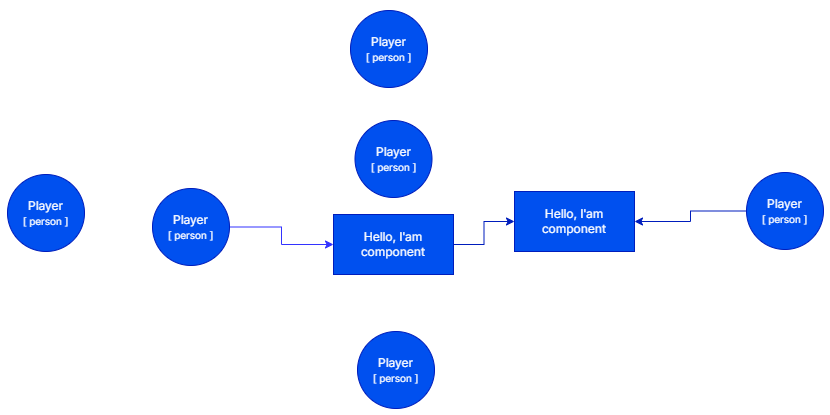 Player
[ person ]
Player
[ person ]
Player
[ person ]
Player
[ person ]
Hello, I'am
component
Hello, I'am
component
Player
[ person ]
Player
[ person ]